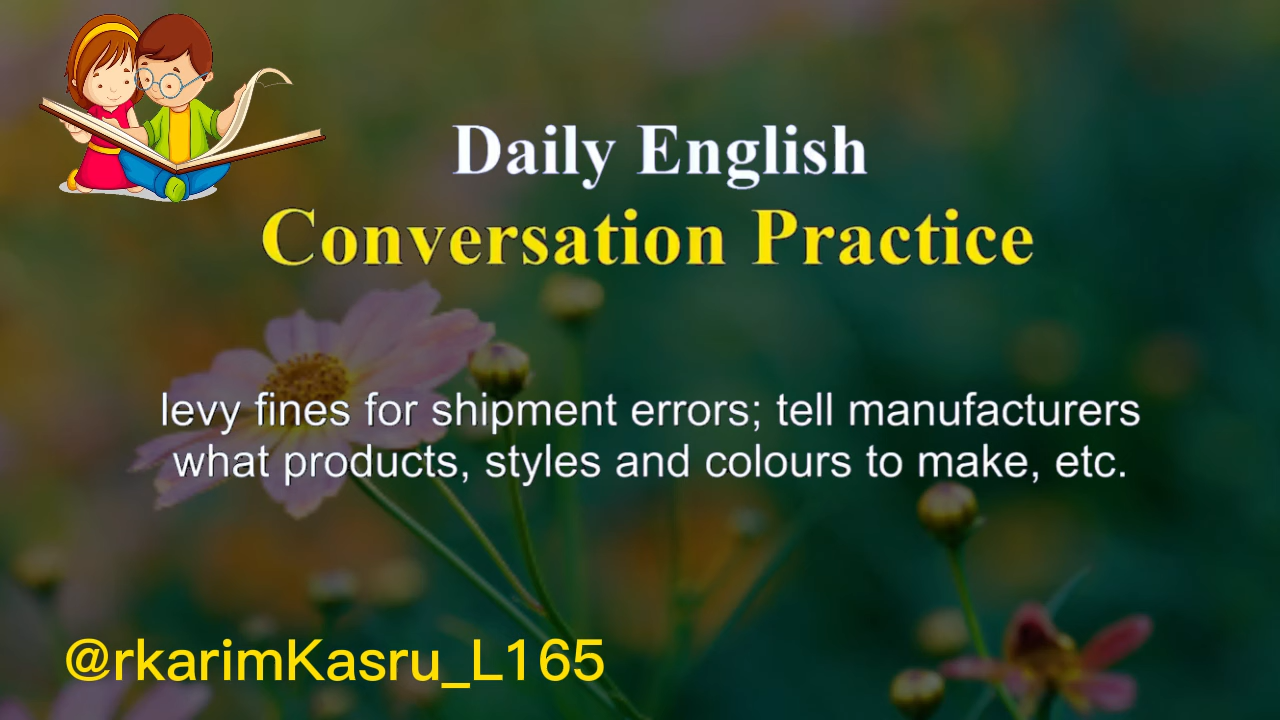 Daily English
Conversation Practice
levy fines for shipment errors; tell manufacturers
what products, styles and colours to make, etc.
@rkarimKasru_L165